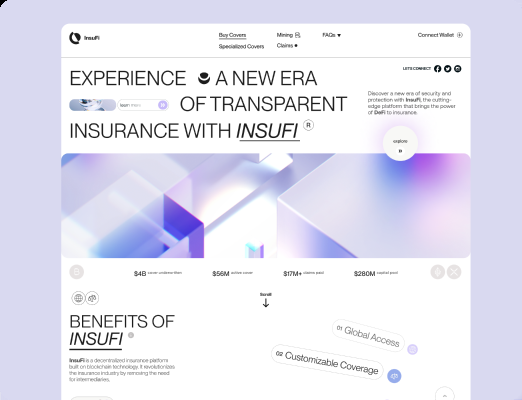 InsuFi
Buy Covers
Mining
FAQs
Connect Wallet
Specialized Covers
Claims
LETS CONNECT
EXPERIENCE A NEW ERA
OF TRANSPARENT
INSURANCE WITH INSUFI R
Discover a new era of security and
protection with InsuFi, the cutting-
edge platform that brings the power
of DeFi to insurance.
explore
$4B cover underwritten
$56M active cover
$17M+ claims paid
$280M capital pool
Scroll
BENEFITS OF
INSUFI
InsuFi is a decentralized insurance platform
built on blockchain technology. It revolutionizes
the insurance industry by removing the need
for intermediaries.
01 Global Access
02 Customizable Coverage